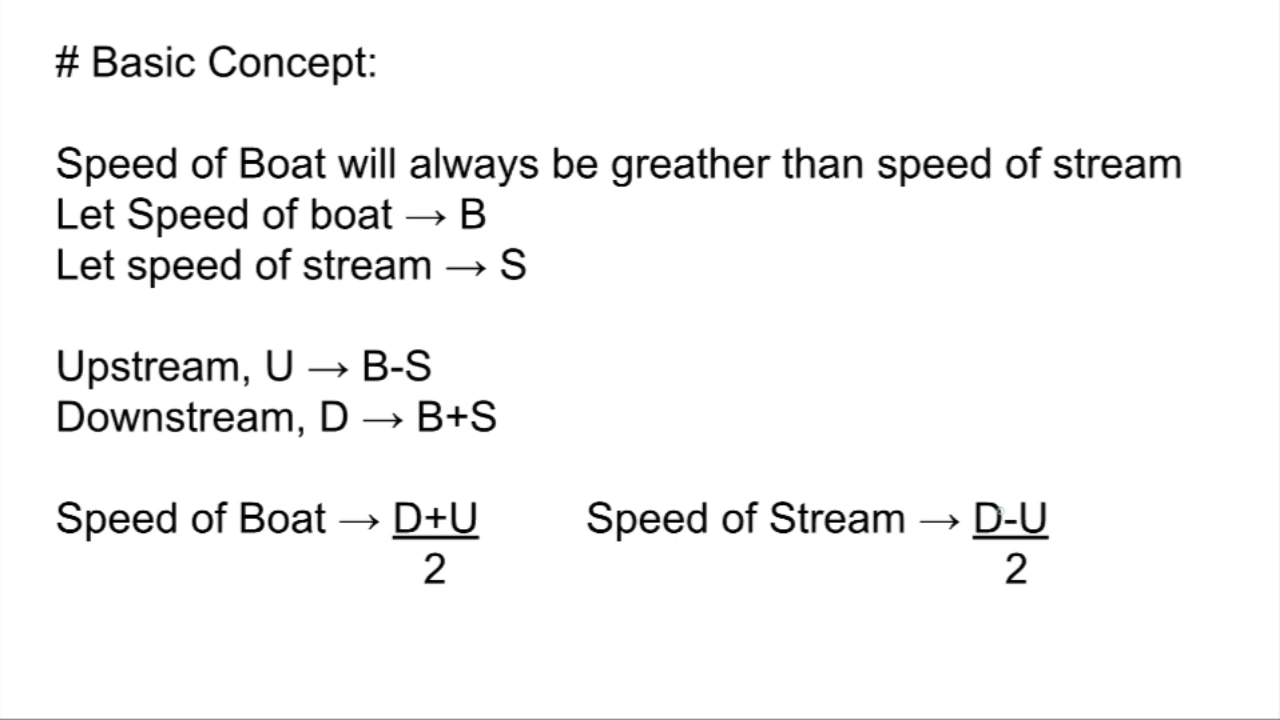 # Basic Concept:
Speed of Boat will always be greather than speed of stream
Let Speed of boat → B
Let speed of stream → S
Upstream, U → B-S
Downstream, D → B+S
Speed of Boat → D+U Speed of Stream → D-U
2 2